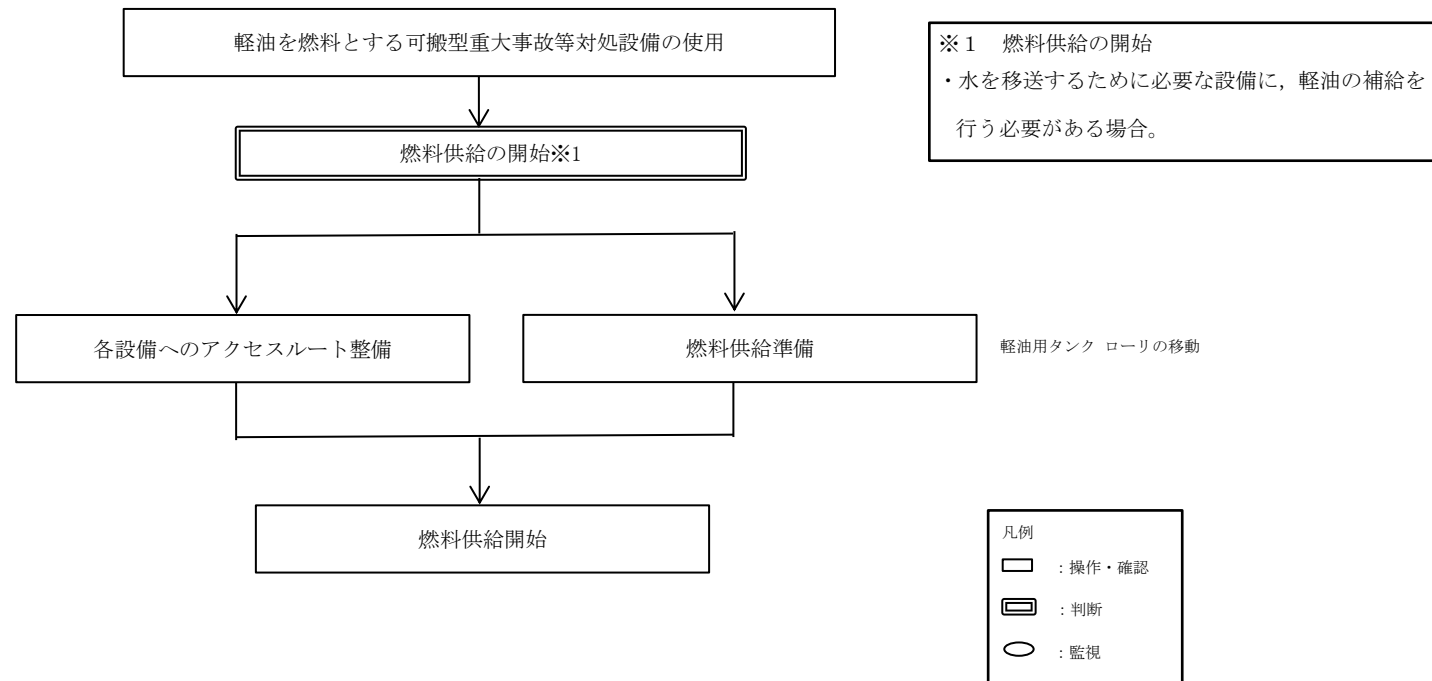 軽油を燃料とする可搬型重大事故等対処設備の使用
※1 燃料供給の開始
・水を移送するために必要な設備に，軽油の補給を
行う必要がある場合。
燃料供給の開始※1
各設備へのアクセスルート整備
燃料供給準備
軽油用タンク ローリの移動
燃料供給開始
凡例
：操作・確認
：判断
：監視